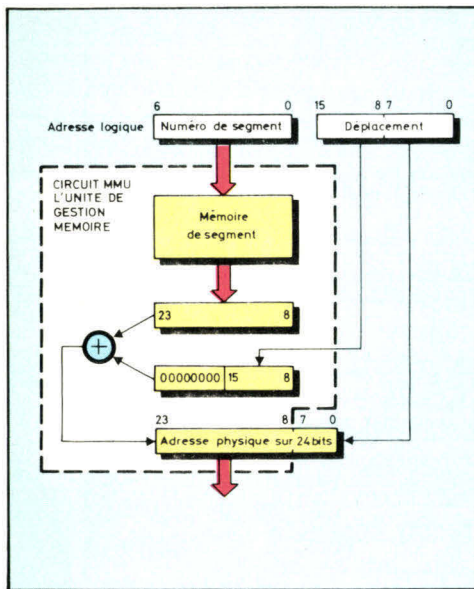 6 0 15 8 7 0
Adresse logique Numéro de segment Déplacement
CIRCUIT MMU
L'UNITE DE
GESTION
MEMOIRE
Mémoire
de segment
23 8
+
00000000 15 8
23 8 7 0
Adresse physique sur 24 bits